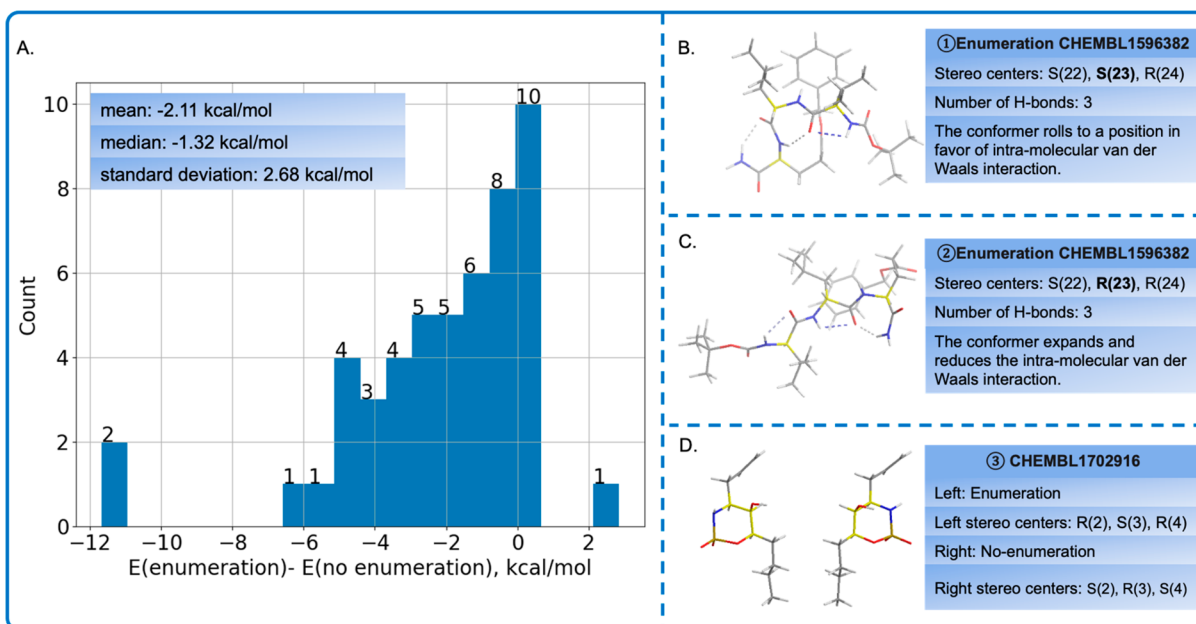 A.
mean: -2.11 kcal/mol
median: -1.32 kcal/mol
standard deviation: 2.68 kcal/mol
Count
10
8
6
4
2
0
2
1
1
4
3
4
5
5
6
8
10
1
−12
−10
−8
−6
−4
−2
0
2
E(enumeration)- E(no enumeration), kcal/mol
B.
①Enumeration CHEMBL1596382
Stereo centers: S(22), S(23), R(24)
Number of H-bonds: 3
The conformer rolls to a position in
favor of intra-molecular van der
Waals interaction.
C.
②Enumeration CHEMBL1596382
Stereo centers: S(22), R(23), R(24)
Number of H-bonds: 3
The conformer expands and
reduces the intra-molecular van der
Waals interaction.
D.
③ CHEMBL1702916
Left: Enumeration
Left stereo centers: R(2), S(3), R(4)
Right: No-enumeration
Right stereo centers: S(2), R(3), S(4)